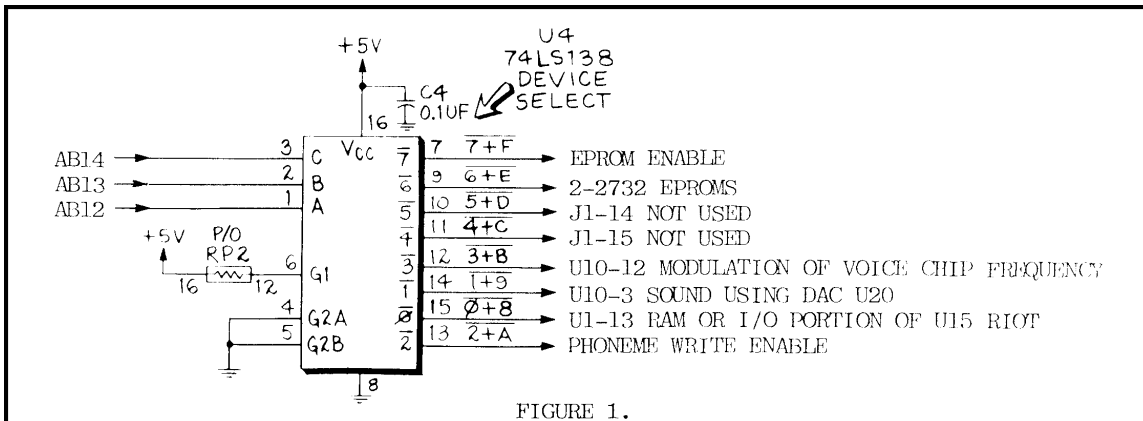 U4
74LS138
DEVICE
SELECT
+5V
C4
0.1UF
16
Vcc
AB14 3 C
AB13 2 B
AB12 1 A
+5V
P/O
RP2
16 12 6 G1
4 G2A
5 G2B
8
7 7 7+F EPROM ENABLE
6 9 6+E 2-2732 EPROMS
5 10 5+D J1-14 NOT USED
4 11 4+C J1-15 NOT USED
3 12 3+B U10-12 MODULATION OF VOICE CHIP FREQUENCY
1 14 1+9 U10-3 SOUND USING DAC U20
0 15 0+8 U1-13 RAM OR I/O PORTION OF U15 RIOT
2 13 2+A PHONEME WRITE ENABLE
FIGURE 1.